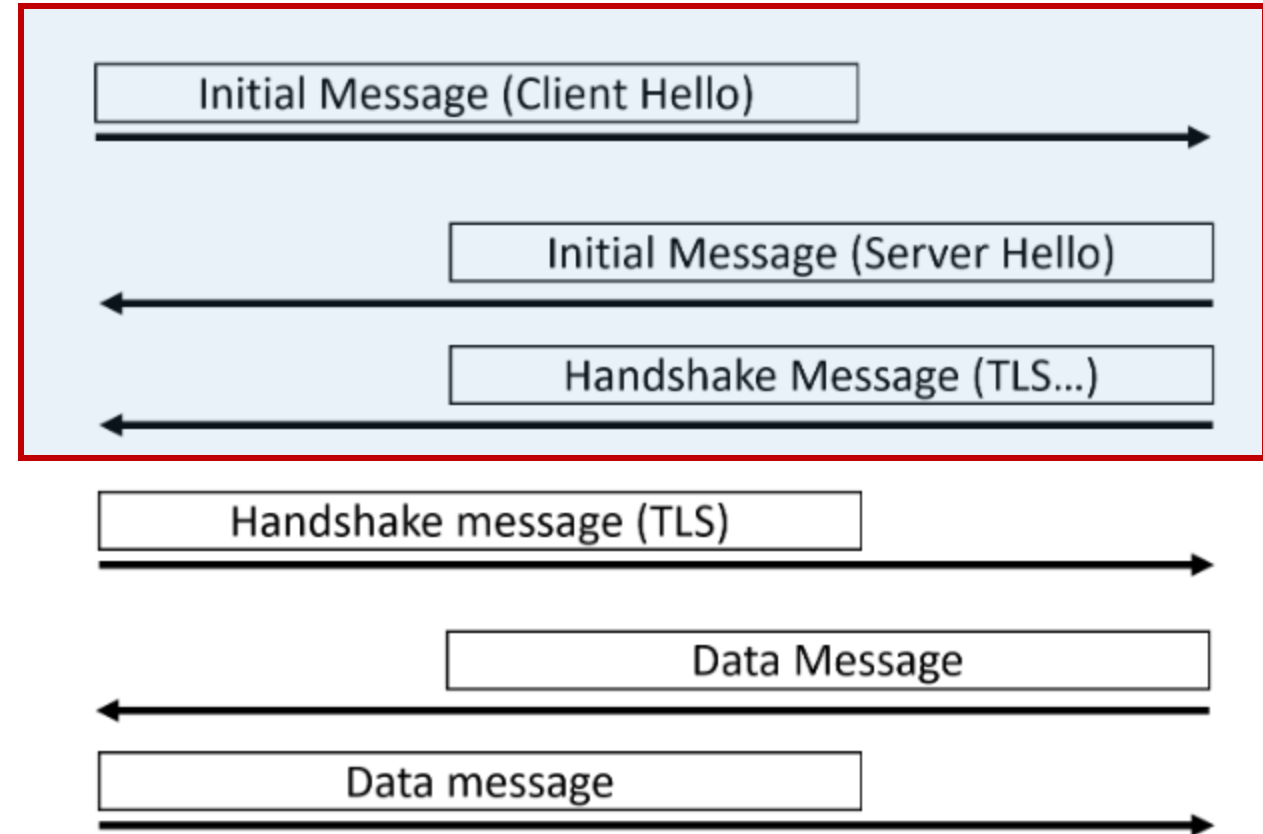 Initial Message (Client Hello)
Initial Message (Server Hello)
Handshake Message (TLS...)
Handshake message (TLS)
Data Message
Data message